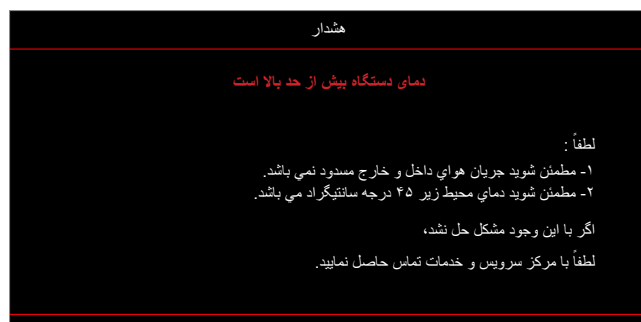 هشدار
دمای دستگاه بیش از حد بالا است
لطفاً :
۱- مطمئن شويد جريان هواي داخل و خارج مسدود نمي باشد.
۲- مطمئن شويد دماي محيط زير ۴۵ درجه سانتيگراد مي باشد.
اگر با اين وجود مشكل حل نشد،
لطفاً با مركز سرويس و خدمات تماس حاصل نماييد.